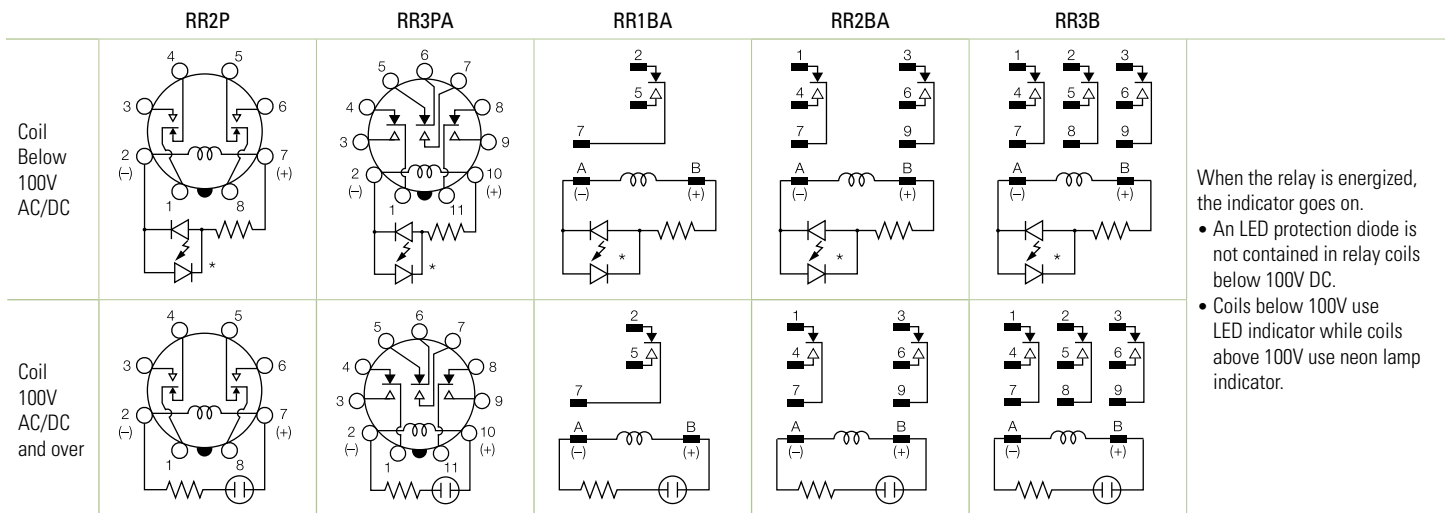 RR2P RR3PA RR1BA RR2BA RR3B
Coil
Below
100V
AC/DC
4 5
3 6
2 7
(–) (+)
1 8
*
6
5 7
4 8
3 9
2 10
(–) (+)
1 11
*
2
5
7
A B
(–) (+)
*
1 3
4 6
7 9
A B
(–) (+)
*
1 2 3
4 5 6
7 8 9
A B
(–) (+)
*
When the relay is energized,
the indicator goes on.
• An LED protection diode is
not contained in relay coils
below 100V DC.
• Coils below 100V use
LED indicator while coils
above 100V use neon lamp
indicator.
Coil
100V
AC/DC
and over
4 5
3 6
2 7
(–) (+)
1 8
6
5 7
4 8
3 9
2 10
(–) (+)
1 11
2
5
7
A B
(–) (+)
1 3
4 6
7 9
A B
(–) (+)
1 2 3
4 5 6
7 8 9
A B
(–) (+)